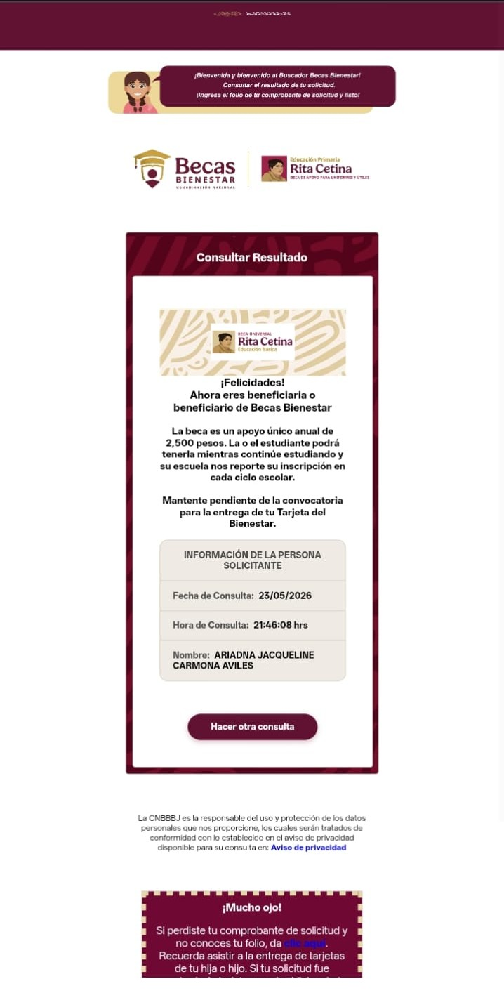 ¡Bienvenida y bienvenido al Buscador Becas Bienestar!
Consultar el resultado de tu solicitud.
¡Ingresa el folio de tu comprobante de solicitud y listo!
Becas
BIENESTAR
COORDINACIÓN NACIONAL
Educación Primaria
Rita Cetina
BECA DE APOYO PARA UNIFORMES Y ÚTILES
Consultar Resultado
BECA UNIVERSAL
Rita Cetina
Educación Básica
¡Felicidades!
Ahora eres beneficiaria o
beneficiario de Becas Bienestar
La beca es un apoyo único anual de
2,500 pesos. La o el estudiante podrá
tenerla mientras continúe estudiando y
su escuela nos reporte su inscripción en
cada ciclo escolar.
Mantente pendiente de la convocatoria
para la entrega de tu Tarjeta del
Bienestar.
INFORMACIÓN DE LA PERSONA
SOLICITANTE
Fecha de Consulta: 23/05/2026
Hora de Consulta: 21:46:08 hrs
Nombre: ARIADNA JACQUELINE
CARMONA AVILES
Hacer otra consulta
La CNBBBJ es la responsable del uso y protección de los datos
personales que nos proporcione, los cuales serán tratados de
conformidad con lo establecido en el aviso de privacidad
disponible para su consulta en: Aviso de privacidad
¡Mucho ojo!
Si perdiste tu comprobante de solicitud y
no conoces tu folio, da clic aquí.
Recuerda asistir a la entrega de tarjetas
de tu hija o hijo. Si tu solicitud fue